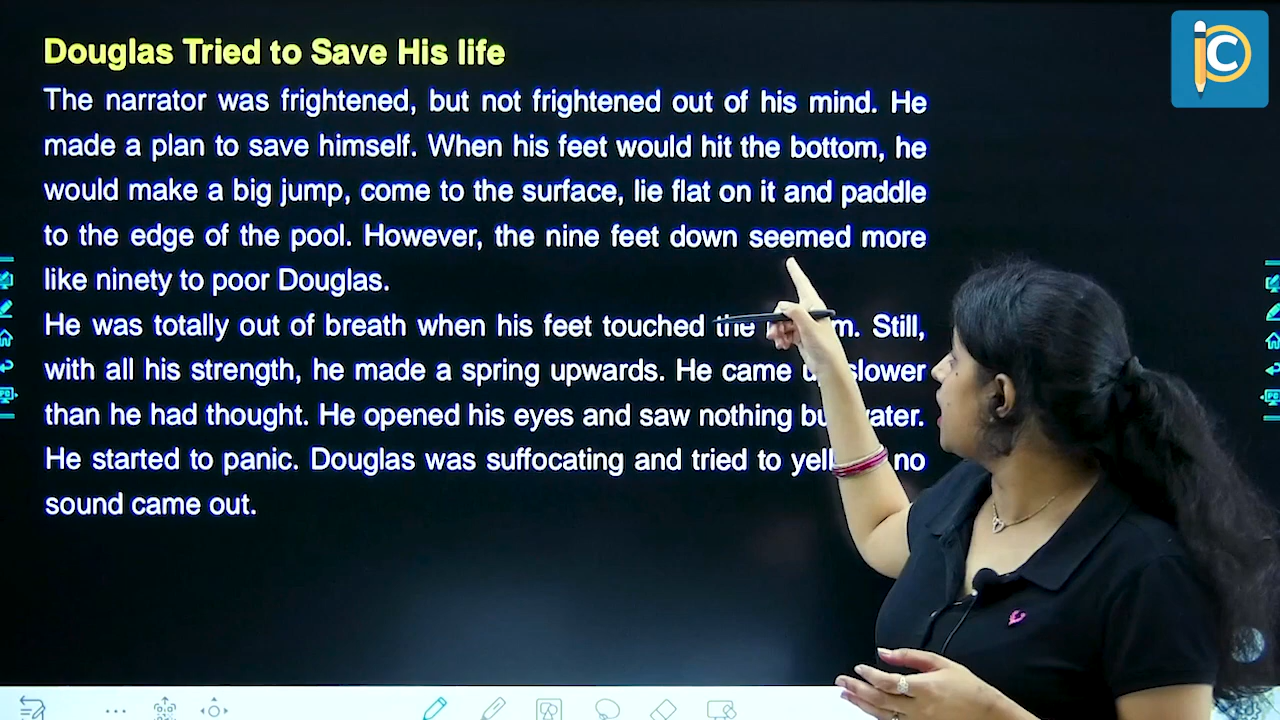 Douglas Tried to Save His life
The narrator was frightened, but not frightened out of his mind. He
made a plan to save himself. When his feet would hit the bottom, he
would make a big jump, come to the surface, lie flat on it and paddle
to the edge of the pool. However, the nine feet down seemed more
like ninety to poor Douglas.
He was totally out of breath when his feet touched the Still,
with all his strength, he made a spring upwards. He came slower
than he had thought. He opened his eyes and saw nothing
He started to panic. Douglas was suffocating and tried to yell no
sound came out.